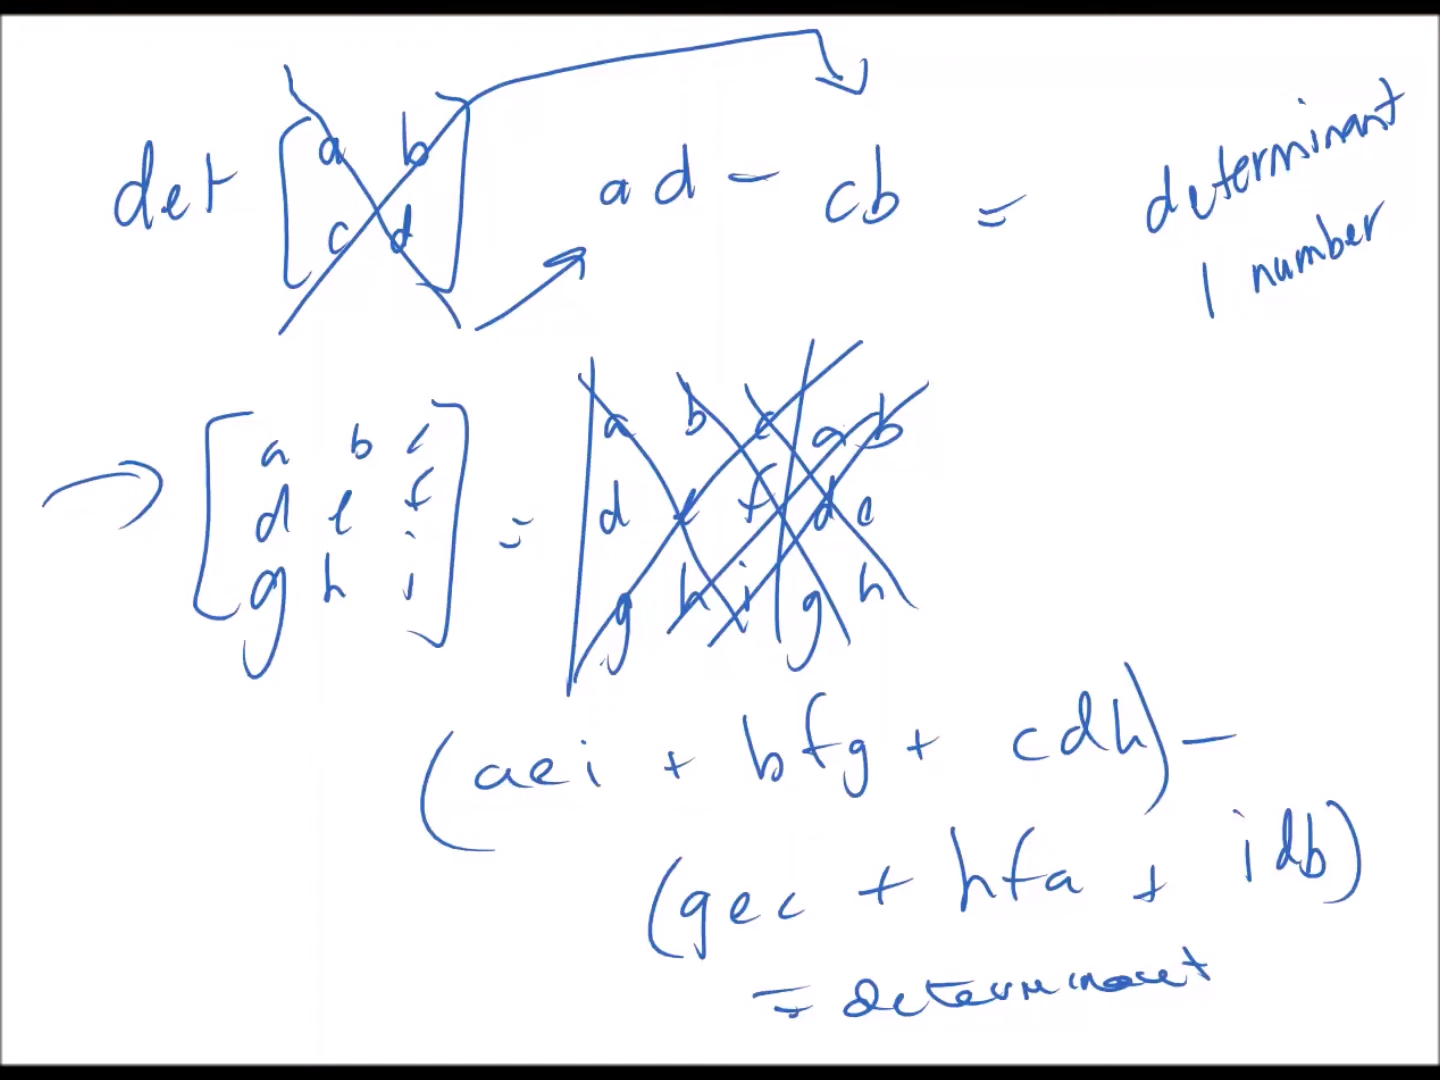 det [a b ad - cb = determinant
c d] 1 number
[a b c = | a b c | a b
d e f d e f d e
g h i] g h i g h
(aei + bfg + cdh) -
(gec + hfa + idb)
= determinant